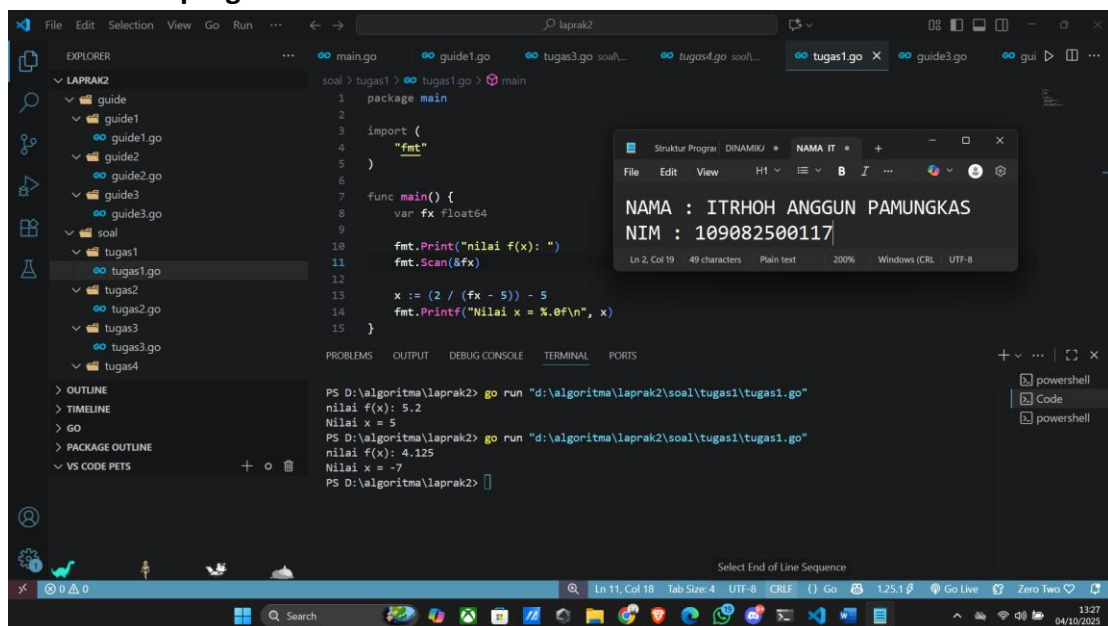 File Edit Selection View Go Run ...
laprak2
EXPLORER
LAPRAK2
guide
guide1
guide1.go
guide2
guide2.go
guide3
guide3.go
soal
tugas1
tugas1.go
tugas2
tugas2.go
tugas3
tugas3.go
tugas4
OUTLINE
TIMELINE
GO
PACKAGE OUTLINE
VS CODE PETS
main.go guide1.go tugas3.go soal\... tugas4.go soal\... tugas1.go guide3.go gui
soal > tugas1 > tugas1.go > main
1 package main
2
3 import (
4 "fmt"
5 )
6
7 func main() {
8 var fx float64
9
10 fmt.Print("nilai f(x): ")
11 fmt.Scan(&fx)
12
13 x := (2 / (fx - 5)) - 5
14 fmt.Printf("Nilai x = %.0f\n", x)
15 }
Struktur Prograi DINAMIK NAMA IT
File Edit View H1 B I ...
NAMA : ITRHOH ANGGUN PAMUNGKAS
NIM : 109082500117
Ln 2, Col 19 49 characters Plain text 200% Windows (CRL UTF-8
PROBLEMS OUTPUT DEBUG CONSOLE TERMINAL PORTS
PS D:\algoritma\laprak2> go run "d:\algoritma\laprak2\soal\tugas1\tugas1.go"
nilai f(x): 5.2
Nilai x = 5
PS D:\algoritma\laprak2> go run "d:\algoritma\laprak2\soal\tugas1\tugas1.go"
nilai f(x): 4.125
Nilai x = -7
PS D:\algoritma\laprak2>
powershell
Code
powershell
Select End of Line Sequence
0 0 Ln 11, Col 18 Tab Size: 4 UTF-8 CRLF {} Go 1.25.1 Go Live Zero Two
Search
13:27
04/10/2025